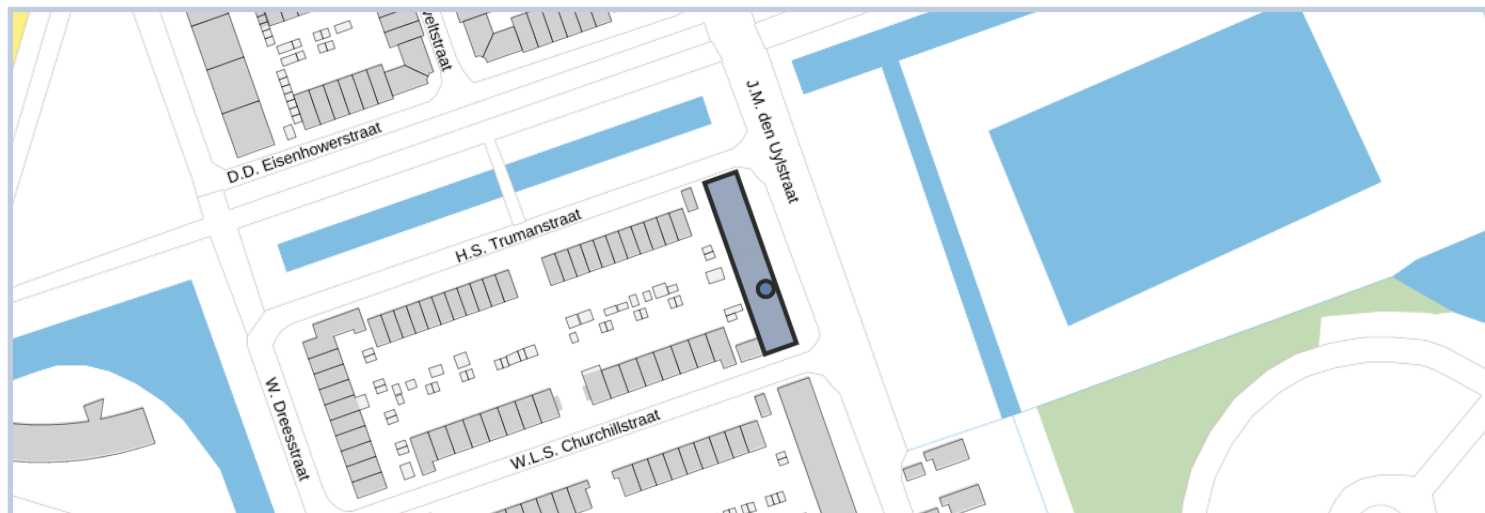 J.M. den Uylstraat
D.D. Eisenhowerstraat
H.S. Trumanstraat
W. Dreesstraat
W.L.S. Churchillstraat